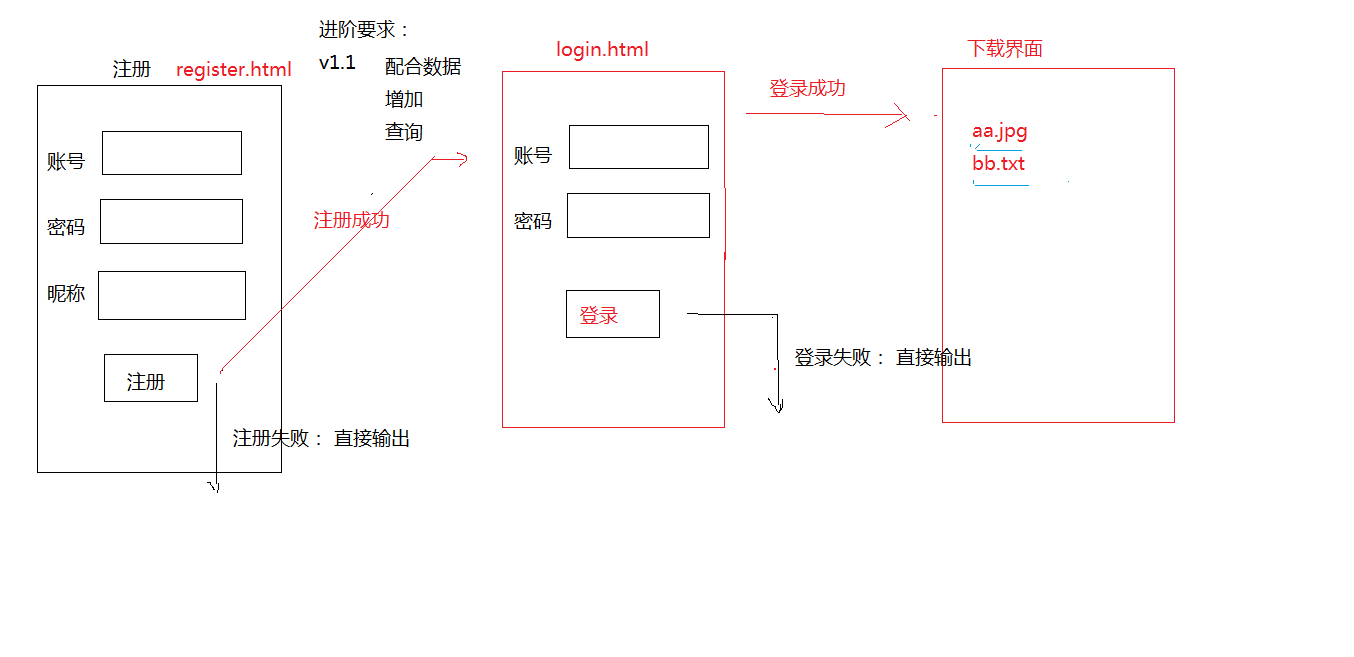 注册 register.html
账号
密码
昵称
注册
注册失败： 直接输出
进阶要求：
v1.1 配合数据
增加
查询
注册成功
login.html
账号
密码
登录
登录成功
登录失败： 直接输出
下载界面
aa.jpg
bb.txt